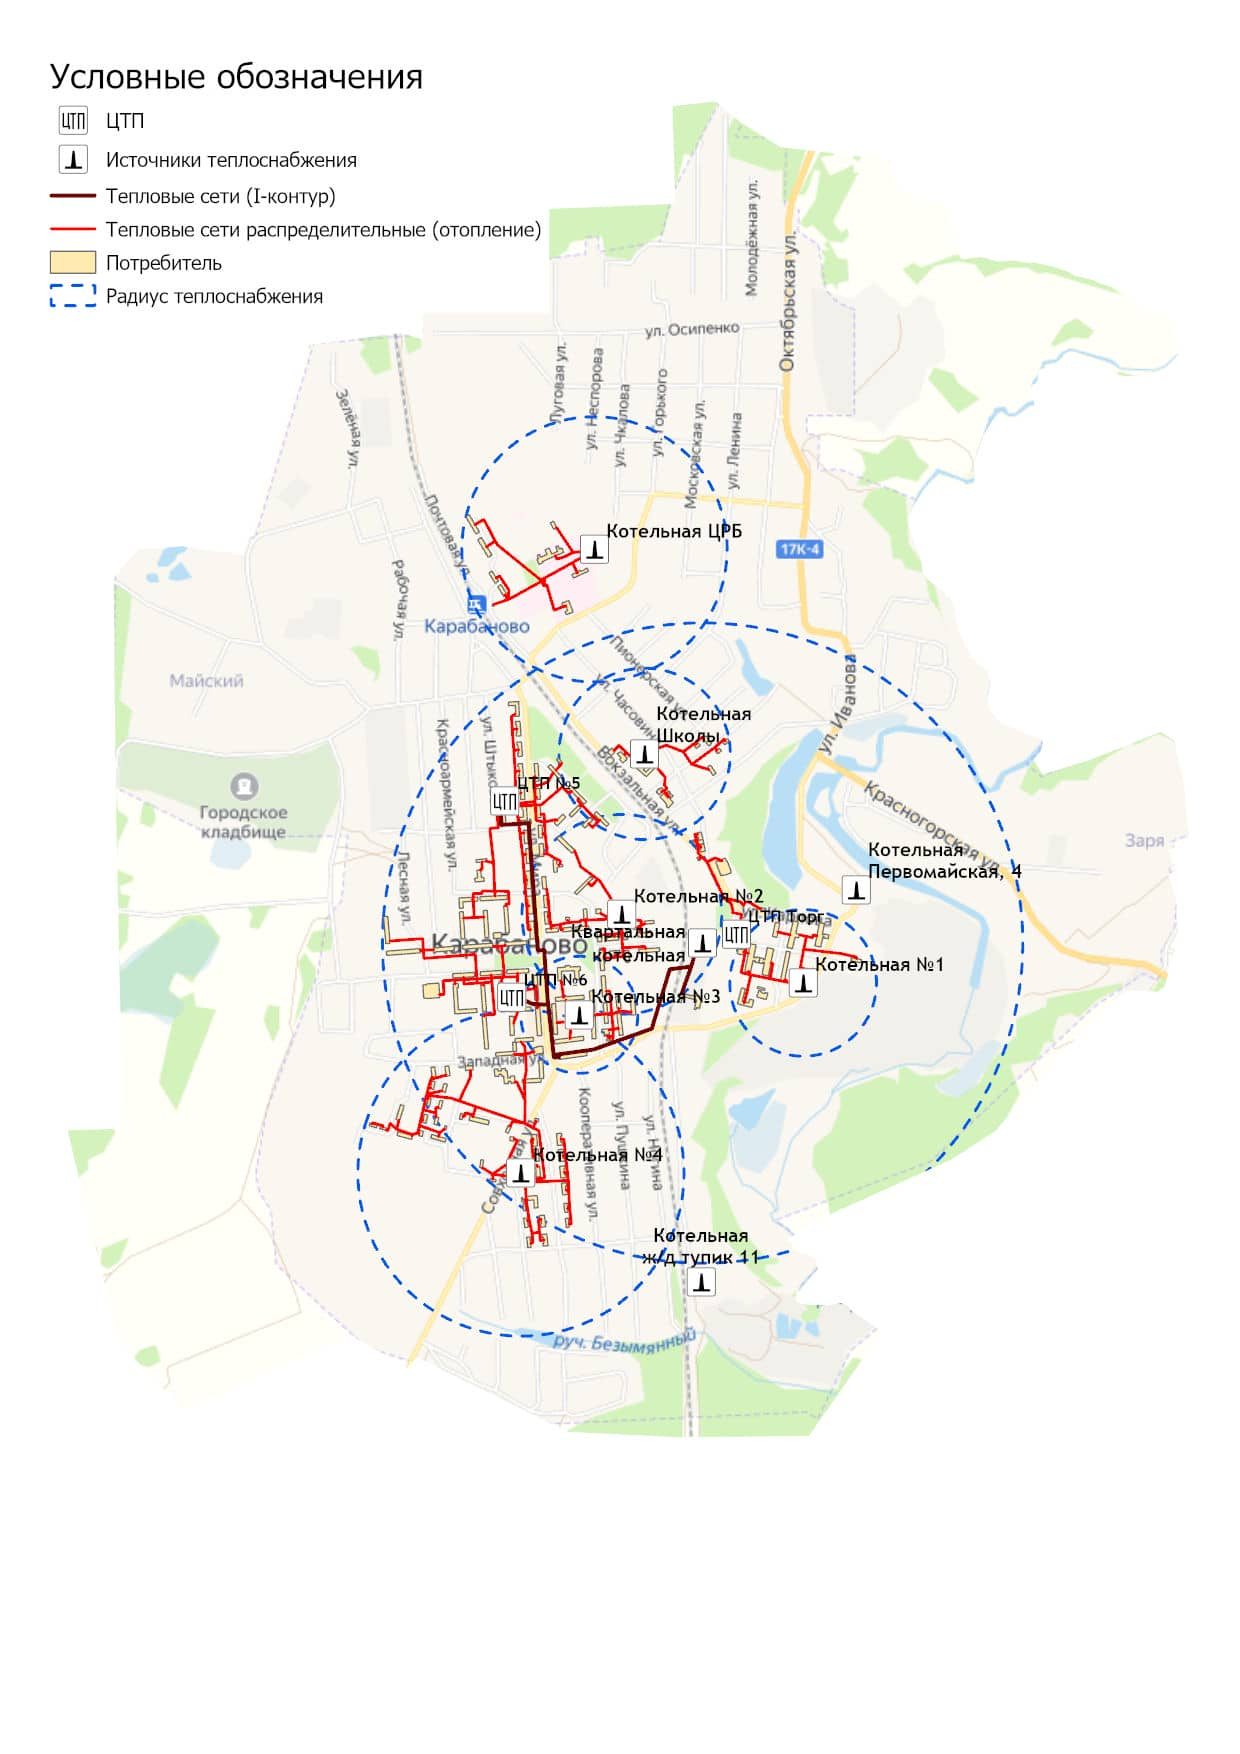 Условные обозначения
ЦТП ЦТП
Источники теплоснабжения
Тепловые сети (I-контур)
Тепловые сети распределительные (отопление)
Потребитель
Радиус теплоснабжения
Молодёжная ул.
Октябрьская ул.
ул. Осипенко
Луговая ул.
ул. Неспорова
ул. Чкалова
ул. Горького
Московская ул.
ул. Ленина
Зелёная ул.
Почтовая ул.
Котельная ЦРБ
17К-4
Рабочая ул.
Карабаново
Пионерская ул.
ул. Иванова
Майский
Котельная
Школы
Красноармейская ул.
Вокзальная ул.
ЦТП №5
ЦТП
Городское
кладбище
Красногорская ул.
Заря
ул. Мира
Лесная ул.
Котельная
Первомайская, 4
Котельная №2
ЦТП Торг
ЦТП
Квартальная
котельная
Карабаново
Котельная №1
ЦТП №6
ЦТП
Котельная №3
Западная ул.
Кооперативная ул.
ул. Пушкина
Котельная №4
Котельная
ж/д тупик 11
руч. Безымянный